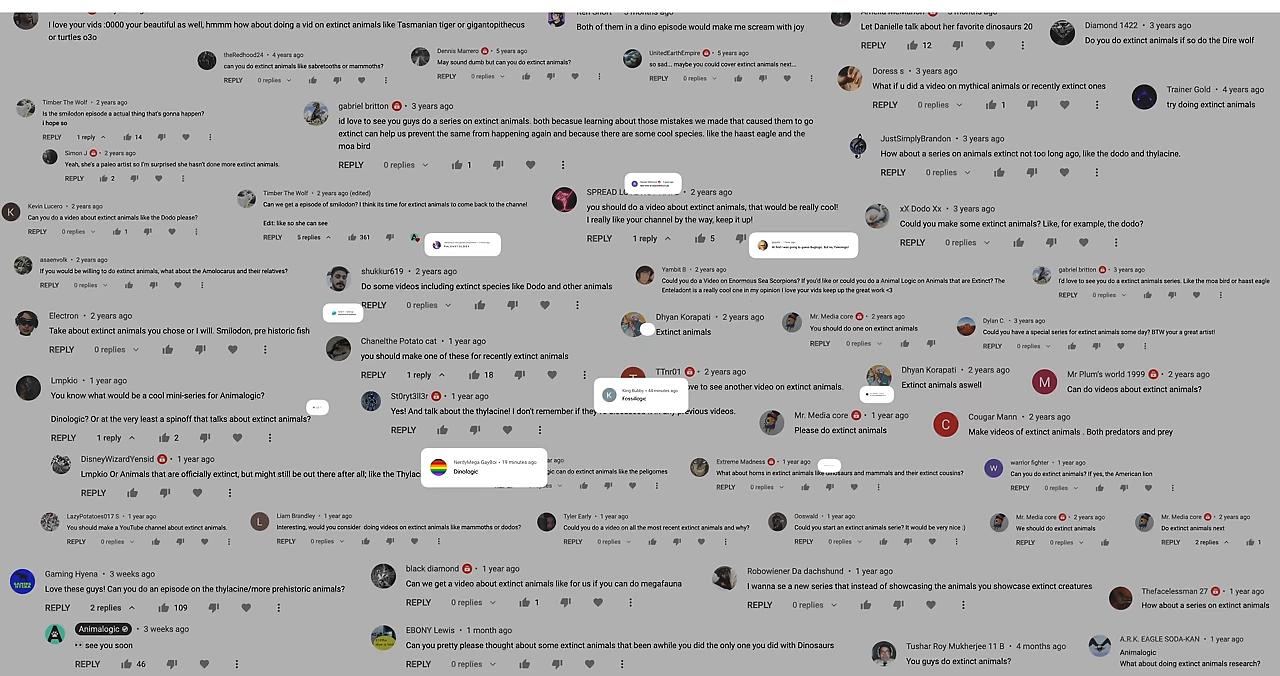 I love your vids :0000 your beautiful as well, hmmm how about doing a vid on extinct animals like Tasmanian tiger or gigantopithecus
or turtles o3o
Both of them in a dino episode would make me scream with joy
Let Danielle talk about her favorite dinosaurs 20
REPLY 12
Diamond 1422 • 3 years ago
Do you do extinct animals if so do the Dire wolf
theRedhood24 • 4 years ago
can you do extinct animals like sabretooths or mammoths?
REPLY 0 replies
Dennis Marrero • 5 years ago
May sound dumb but can you do extinct animals?
REPLY 0 replies
UnitedEarthEmpire • 5 years ago
so sad... maybe you could cover extinct animals next...
REPLY 0 replies
Doress s • 3 years ago
What if u did a video on mythical animals or recently extinct ones
REPLY 0 replies 1
Trainer Gold • 4 years ago
try doing extinct animals
Timber The Wolf • 2 years ago
Is the smilodon episode a actual thing that's gonna happen?
i hope so
REPLY 1 reply 14
Simon J • 2 years ago
Yeah, she's a paleo artist so I'm surprised she hasn't done more extinct animals.
REPLY 2
gabriel britton • 3 years ago
id love to see you guys do a series on extinct animals. both becasue learning about those mistakes we made that caused them to go
extinct can help us prevent the same from happening again and because there are some cool species. like the haast eagle and the
moa bird
REPLY 0 replies 1
JustSimplyBrandon • 3 years ago
How about a series on animals extinct not too long ago, like the dodo and thylacine.
REPLY
Kevin Lucero • 2 years ago
Can you do a video about extinct animals like the Dodo please?
REPLY 0 replies 1
Timber The Wolf • 2 years ago (edited)
Can we get a episode of smilodon? I think its time for extinct animals to come back to the channel
Edit: like so she can see
REPLY 5 replies 361
SPREAD 2 years ago
you should do a video about extinct animals, that would be really cool!
I really like your channel by the way, keep it up!
REPLY 1 reply 5
xX Dodo Xx • 3 years ago
Could you make some extinct animals? Like, for example, the dodo?
REPLY 0 replies
asaenvolk • 2 years ago
If you would be willing to do extinct animals, what about the Amolocarus and their relatives?
REPLY 0 replies
shukkur619 • 2 years ago
Do some videos including extinct species like Dodo and other animals
REPLY 0 replies
Yambit B • 2 years ago
Could you do a Video on Enormous Sea Scorpions? If you'd like or could you do a Animal Logic on Animals that are Extinct? The
Enteladont is a really cool one in my opinion I love your vids keep up the great work <3
gabriel britton • 3 years ago
I'd love to see you do a extinct animals series. Like the moa bird or haast eagle
REPLY 0 replies
Electron • 2 years ago
Take about extinct animals you chose or I will. Smilodon, pre historic fish
REPLY 0 replies
Chanelthe Potato cat • 1 year ago
you should make one of these for recently extinct animals
REPLY 1 reply 18
Dhyan Korapati • 2 years ago
Extinct animals
Mr. Media core • 2 years ago
You should do one on extinct animals
REPLY 0 replies
Dylan C. • 3 years ago
Could you have a special series for extinct animals some day? BTW your a great artist!
REPLY 0 replies
Lmpkio • 1 year ago
You know what would be a cool mini-series for Animalogic?
Dinologic? Or at the very least a spinoff that talks about extinct animals?
REPLY 1 reply 2
St0ryt3ll3r • 1 year ago
Yes! And talk about the thylacine! I don't remember if they previous videos.
REPLY
TTnr01 • 2 years ago
to see another video on extinct animals.
King Bubby • 44 minutes ago
Fossilogic
Dhyan Korapati • 2 years ago
Extinct animals aswell
Mr Plum's world 1999 • 2 years ago
Can do videos about extinct animals?
Mr. Media core • 1 year ago
Please do extinct animals
Cougar Mann • 2 years ago
Make videos of extinct animals . Both predators and prey
DisneyWizardYensid • 1 year ago
Lmpkio Or Animals that are officially extinct, but might still be out there after all; like the
REPLY
NerdyMega GayBoi • 19 minutes ago
Dinologic
can do extinct animals like the peligornes
Extreme Madness • 1 year ago
What about horns in extinct animals like dinosaurs and mammals and their extinct cousins?
REPLY 0 replies
warrior fighter • 1 year ago
Can you do extinct animals? If yes, the American lion
REPLY 0 replies
LazyPotatoes017 S • 1 year ago
You should make a YouTube channel about extinct animals.
REPLY 0 replies
Liam Brandley • 1 year ago
Interesting, would you consider doing videos on extinct animals like mammoths or dodos?
REPLY 0 replies
Tyler Early • 1 year ago
Could you do a video on all the most recent extinct animals and why?
REPLY 0 replies
Ooswald • 1 year ago
Could you start an extinct animals serie? It would be very nice :)
REPLY 0 replies
Mr. Media core • 2 years ago
We should do extinct animals
REPLY 0 replies
Mr. Media core • 2 years ago
Do extinct animals next
REPLY 2 replies 1
Gaming Hyena • 3 weeks ago
Love these guys! Can you do an episode on the thylacine/more prehistoric animals?
REPLY 2 replies 109
Animalogic • 3 weeks ago
👀 see you soon
REPLY 46
black diamond • 1 year ago
Can we get a video about extinct animals like for us if you can do megafauna
REPLY 0 replies 1
Robowiener Da dachshund • 1 year ago
I wanna se a new series that instead of showcasing the animals you showcase extinct creatures
REPLY 0 replies
Thefacelessman 27 • 1 year ago
How about a series on extinct animals
EBONY Lewis • 1 month ago
Can you pretty please thought about some extinct animals that been awhile you did the only one you did with Dinosaurs
REPLY 0 replies
Tushar Roy Mukherjee 11 B • 4 months ago
You guys do extinct animals?
A.R.K. EAGLE SODA-KAN • 1 year ago
Animalogic
What about doing extinct animals research?